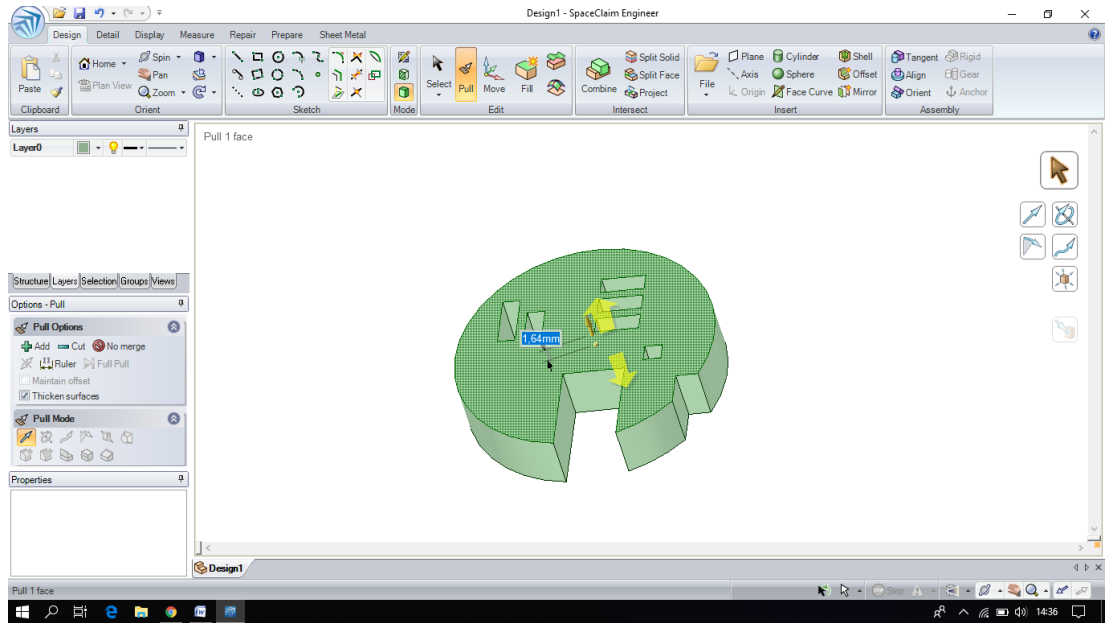 Design1 - SpaceClaim Engineer
Design Detail Display Measure Repair Prepare Sheet Metal
Paste
Clipboard
Home
Plan View
Spin
Pan
Zoom
Orient
Sketch
Mode
Select Pull Move Fill
Edit
Combine
Split Solid
Split Face
Project
Intersect
File
Plane Cylinder Shell
Axis Sphere Offset
Origin Face Curve Mirror
Insert
Tangent Rigid
Align Gear
Orient Anchor
Assembly
Layers
Layer0
Pull 1 face
1,64mm
Structure Layers Selection Groups Views
Options - Pull
Pull Options
Add Cut No merge
Ruler Full Pull
Maintain offset
Thicken surfaces
Pull Mode
Properties
Design1
Pull 1 face
Stop
14:36